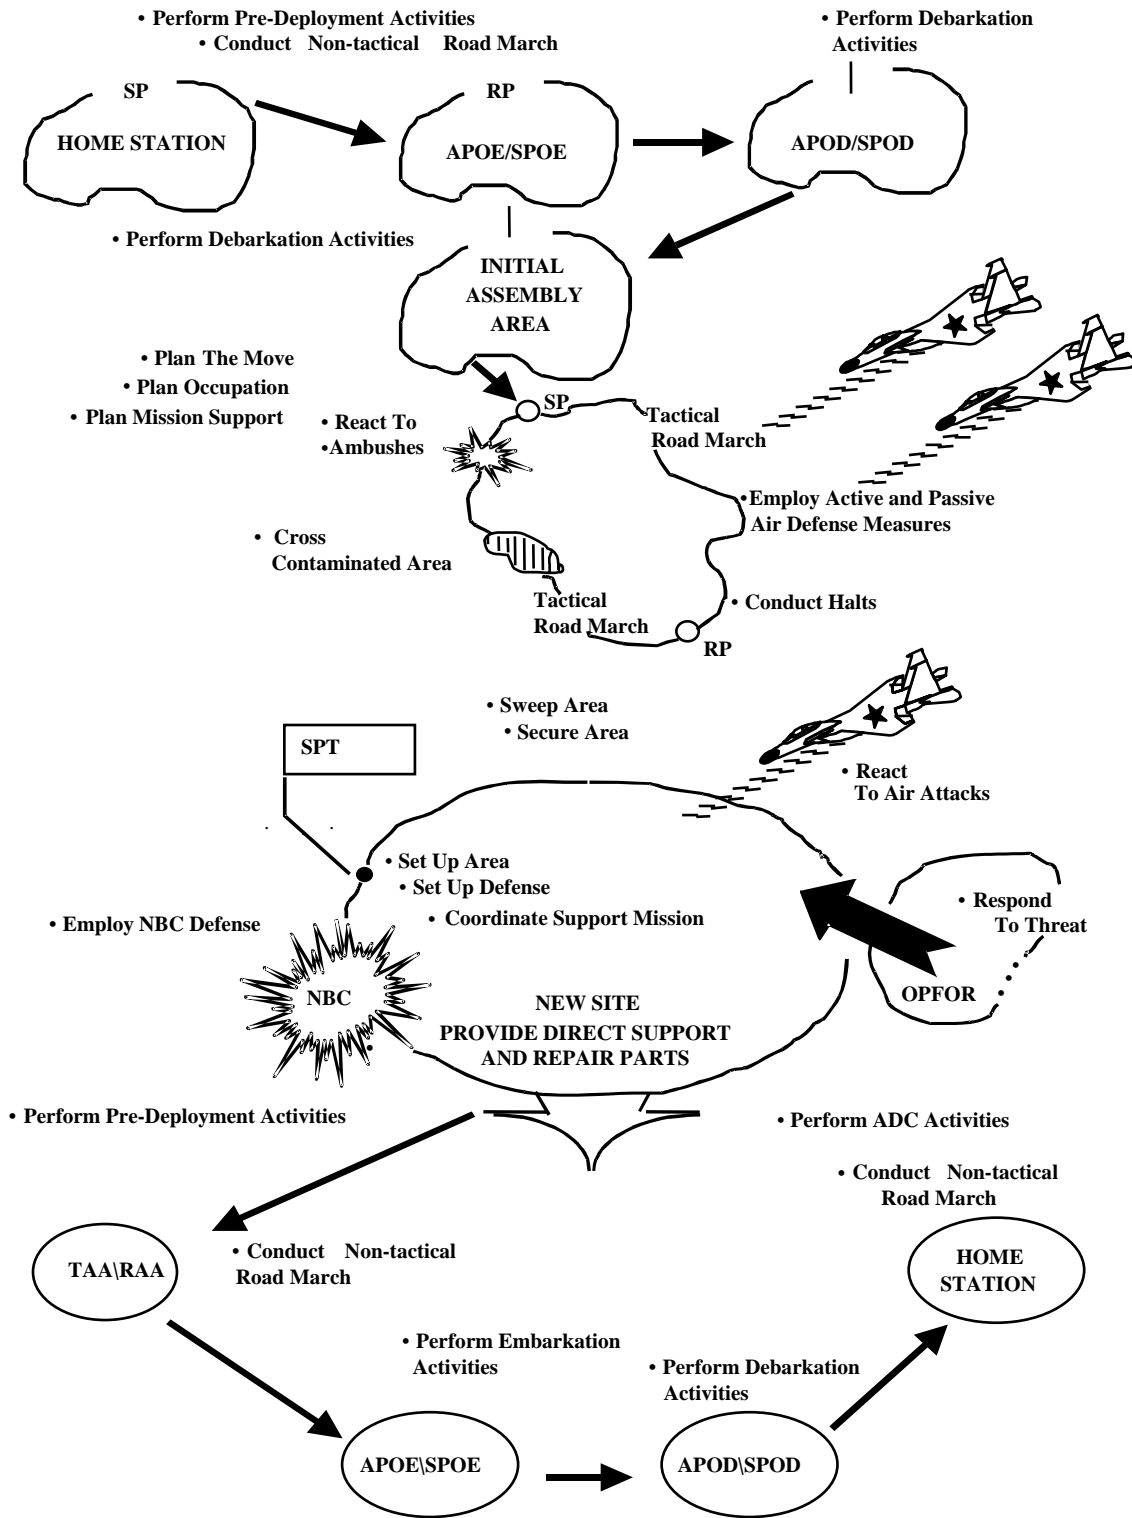 • Perform Pre-Deployment Activities
• Conduct Non-tactical Road March
• Perform Debarkation
Activities
SP
HOME STATION
RP
APOE/SPOE
APOD/SPOD
• Perform Debarkation Activities
INITIAL
ASSEMBLY
AREA
• Plan The Move
• Plan Occupation
• Plan Mission Support
• React To
•Ambushes
SP
Tactical
Road March
•Employ Active and Passive
Air Defense Measures
• Cross
Contaminated Area
Tactical
Road March
• Conduct Halts
RP
• Sweep Area
• Secure Area
SPT
• React
To Air Attacks
• Set Up Area
• Set Up Defense
• Coordinate Support Mission
• Respond
To Threat
• Employ NBC Defense
NBC
OPFOR
NEW SITE
PROVIDE DIRECT SUPPORT
AND REPAIR PARTS
• Perform Pre-Deployment Activities
• Perform ADC Activities
• Conduct Non-tactical
Road March
TAA\RAA
• Conduct Non-tactical
Road March
HOME
STATION
• Perform Embarkation
Activities
• Perform Debarkation
Activities
APOE\SPOE
APOD\SPOD